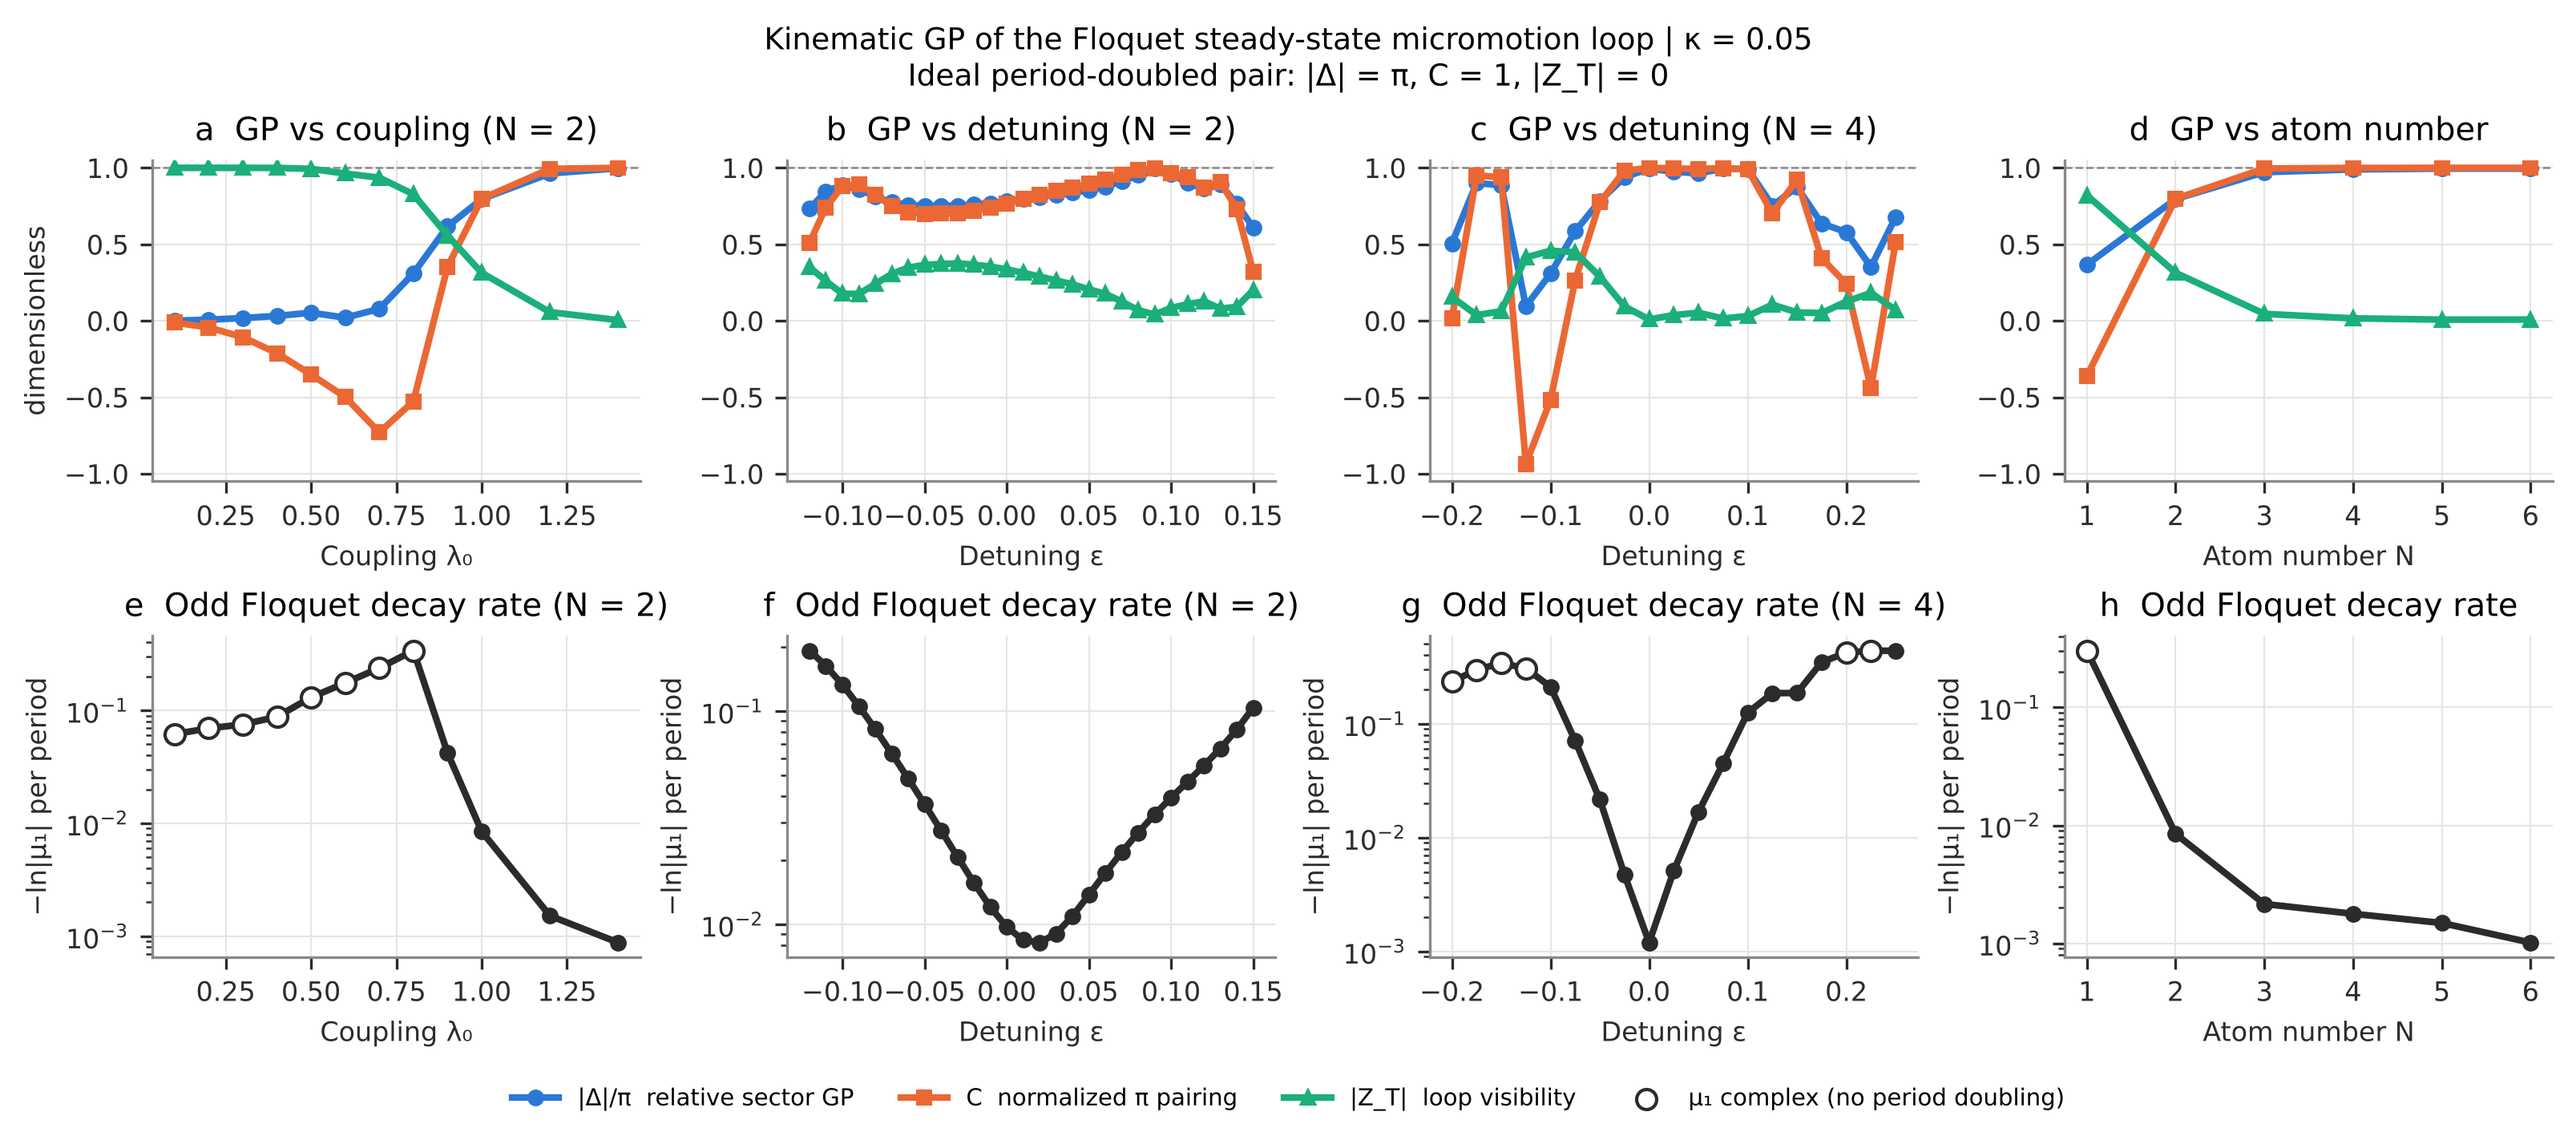 Kinematic GP of the Floquet steady-state micromotion loop | κ = 0.05
Ideal period-doubled pair: |Δ| = π, C = 1, |Z_T| = 0
a GP vs coupling (N = 2)
1.0
0.5
0.0
−0.5
−1.0
dimensionless
0.25 0.50 0.75 1.00 1.25
Coupling λ₀
b GP vs detuning (N = 2)
1.0
0.5
0.0
−0.5
−1.0
−0.10 −0.05 0.00 0.05 0.10 0.15
Detuning ε
c GP vs detuning (N = 4)
1.0
0.5
0.0
−0.5
−1.0
−0.2 −0.1 0.0 0.1 0.2
Detuning ε
d GP vs atom number
1.0
0.5
0.0
−0.5
−1.0
1 2 3 4 5 6
Atom number N
e Odd Floquet decay rate (N = 2)
10⁻¹
10⁻²
10⁻³
−ln|μ₁| per period
0.25 0.50 0.75 1.00 1.25
Coupling λ₀
f Odd Floquet decay rate (N = 2)
10⁻¹
10⁻²
−ln|μ₁| per period
−0.10 −0.05 0.00 0.05 0.10 0.15
Detuning ε
g Odd Floquet decay rate (N = 4)
10⁻¹
10⁻²
10⁻³
−ln|μ₁| per period
−0.2 −0.1 0.0 0.1 0.2
Detuning ε
h Odd Floquet decay rate
10⁻¹
10⁻²
10⁻³
−ln|μ₁| per period
1 2 3 4 5 6
Atom number N
|Δ|/π relative sector GP
C normalized π pairing
|Z_T| loop visibility
μ₁ complex (no period doubling)